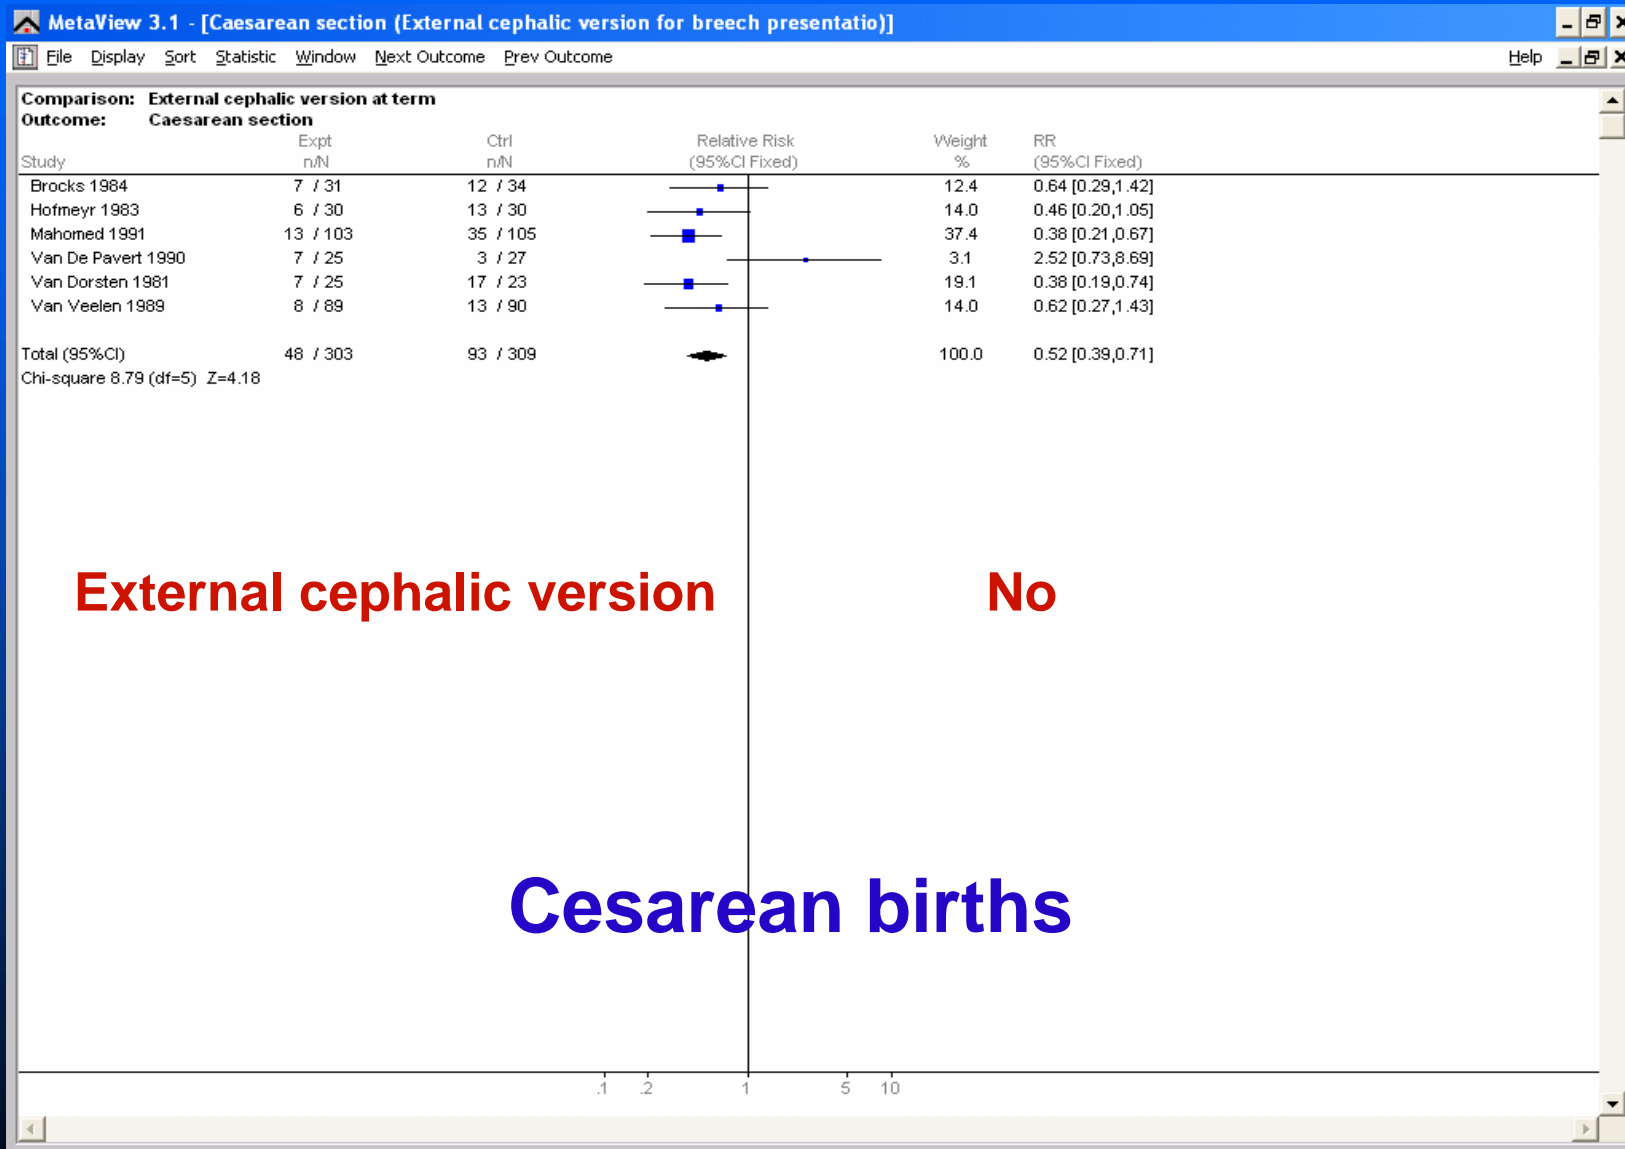 MetaView 3.1 - [Caesarean section (External cephalic version for breech presentatio)]
File Display Sort Statistic Window Next Outcome Prev Outcome Help
Comparison: External cephalic version at term
Outcome: Caesarean section
Expt Ctrl Relative Risk Weight RR
Study n/N n/N (95%CI Fixed) % (95%CI Fixed)
Brocks 1984 7 / 31 12 / 34 12.4 0.64 [0.29,1.42]
Hofmeyr 1983 6 / 30 13 / 30 14.0 0.46 [0.20,1.05]
Mahomed 1991 13 / 103 35 / 105 37.4 0.38 [0.21,0.67]
Van De Pavert 1990 7 / 25 3 / 27 3.1 2.52 [0.73,8.69]
Van Dorsten 1981 7 / 25 17 / 23 19.1 0.38 [0.19,0.74]
Van Veelen 1989 8 / 89 13 / 90 14.0 0.62 [0.27,1.43]
Total (95%CI) 48 / 303 93 / 309 100.0 0.52 [0.39,0.71]
Chi-square 8.79 (df=5) Z=4.18
External cephalic version No
Cesarean births
.1 .2 1 5 10